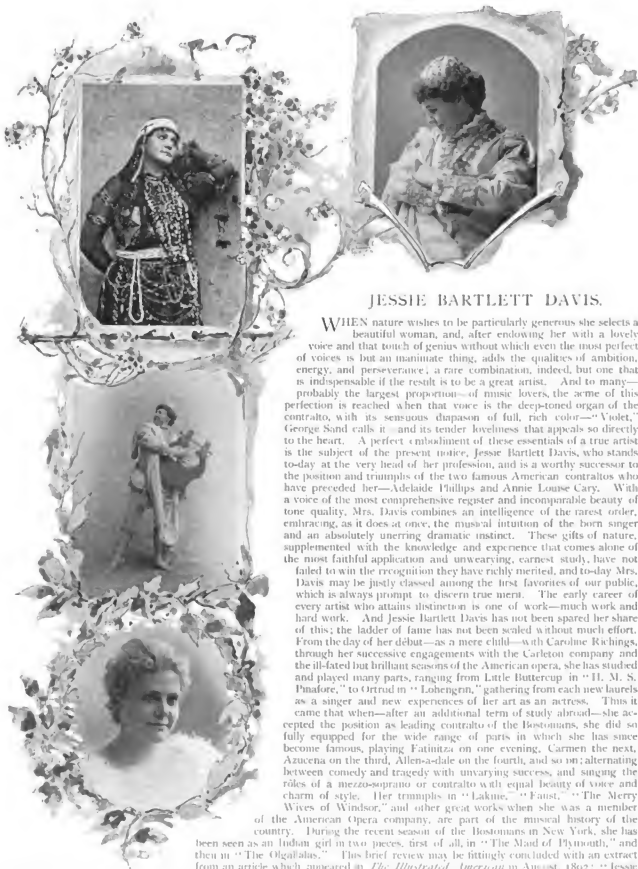 JESSIE BARTLETT DAVIS.
WHEN nature wishes to be particularly generous she selects a
beautiful woman, and, after endowing her with a lovely
voice and that touch of genius without which even the most perfect
of voices is but an inanimate thing, adds the qualities of ambition,
energy, and perseverance; a rare combination, indeed, but one that
is indispensable if the result is to be a great artist. And to many—
probably the largest proportion—of music lovers, the acme of this
perfection is reached when that voice is the deep-toned organ of the
contralto, with its sensuous diapason of full, rich color—"Violet,"
George Sand calls it—and its tender loveliness that appeals so directly
to the heart. A perfect embodiment of these essentials of a true artist
is the subject of the present notice, Jessie Bartlett Davis, who stands
to-day at the very head of her profession, and is a worthy successor to
the position and triumphs of the two famous American contraltos who
have preceded her—Adelaide Phillips and Annie Louise Cary. With
a voice of the most comprehensive register and incomparable beauty of
tone quality, Mrs. Davis combines an intelligence of the rarest order,
embracing, as it does at once, the musical intuition of the born singer
and an absolutely unerring dramatic instinct. These gifts of nature,
supplemented with the knowledge and experience that comes alone of
the most faithful application and unwearying, earnest study, have not
failed to win the recognition they have richly merited, and to-day Mrs.
Davis may be justly classed among the first favorites of our public,
which is always prompt to discern true merit. The early career of
every artist who attains distinction is one of work—much work and
hard work. And Jessie Bartlett Davis has not been spared her share
of this; the ladder of fame has not been scaled without much effort.
From the day of her début—as a mere child—with Caroline Richings,
through her successive engagements with the Carleton company and
the ill-fated but brilliant seasons of the American opera, she has studied
and played many parts, ranging from Little Buttercup in "H. M. S.
Pinafore," to Ortrud in "Lohengrin," gathering from each new laurels
as a singer and new experiences of her art as an actress. Thus it
came that when—after an additional term of study abroad—she ac-
cepted the position as leading contralto of the Bostonians, she did so
fully equipped for the wide range of parts in which she has since
become famous, playing Fatinitza on one evening, Carmen the next,
Azucena on the third, Allen-a-dale on the fourth, and so on; alternating
between comedy and tragedy with unvarying success, and singing the
rôles of a mezzo-soprano or contralto with equal beauty of voice and
charm of style. Her triumphs in "Lakme," "Faust," "The Merry
Wives of Windsor," and other great works when she was a member
of the American Opera company, are part of the musical history of the
country. During the recent season of the Bostonians in New York, she has
been seen as an Indian girl in two pieces, first of all, in "The Maid of Plymouth," and
then in "The Ogallalas." This brief review may be fittingly concluded with an extract
from an article which appeared in The Illustrated American in August, 1892: "Jessie